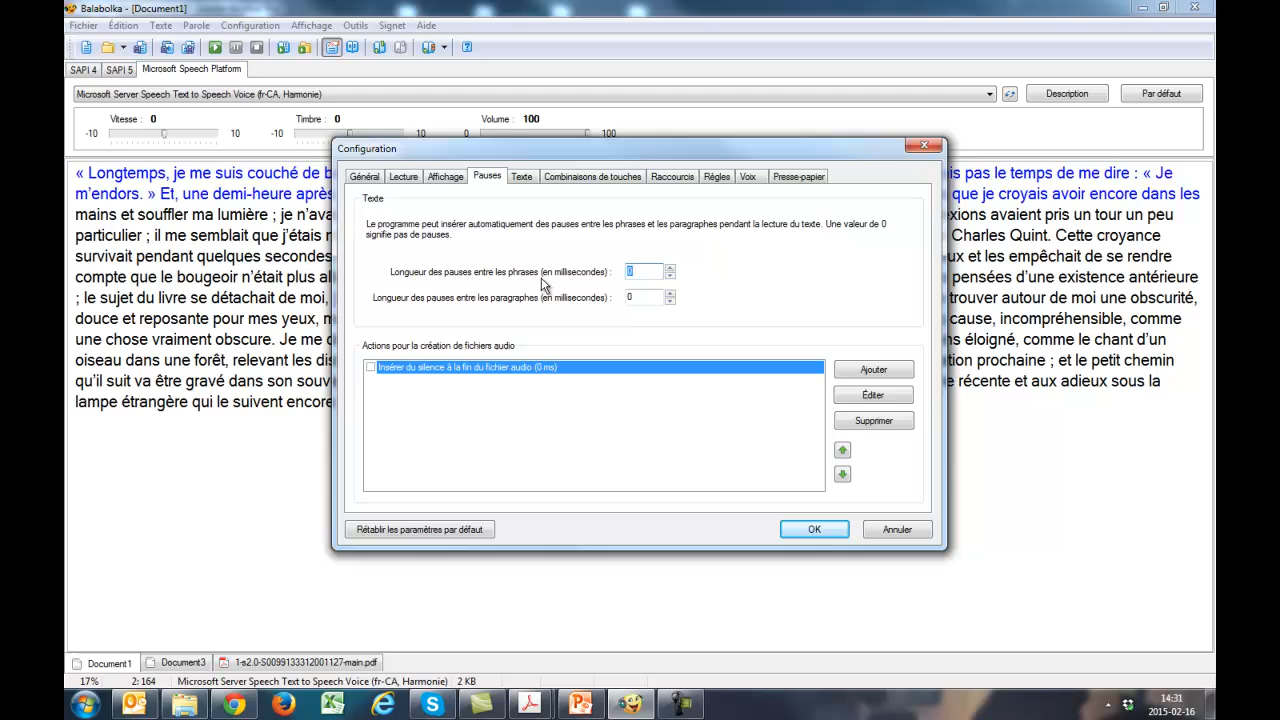 Balabolka - [Document1]
Fichier Édition Texte Parole Configuration Affichage Outils Signet Aide
SAPI 4 SAPI 5 Microsoft Speech Platform
Microsoft Server Speech Text to Speech Voice (fr-CA, Harmonie) Description Par défaut
Vitesse : 0 Timbre : 0 Volume : 100
-10 10 -10 10 0 100
Configuration
Général Lecture Affichage Pauses Texte Combinaisons de touches Raccourcis Règles Voix Presse-papier
Texte
Le programme peut insérer automatiquement des pauses entre les phrases et les paragraphes pendant la lecture du texte. Une valeur de 0
signifie pas de pauses.
Longueur des pauses entre les phrases (en millisecondes) : 0
Longueur des pauses entre les paragraphes (en millisecondes) : 0
Actions pour la création de fichiers audio
Insérer du silence à la fin du fichier audio (0 ms)
Ajouter
Éditer
Supprimer
Rétablir les paramètres par défaut OK Annuler
« Longtemps, je me suis couché de b is pas le temps de me dire : « Je
m'endors. » Et, une demi-heure après que je croyais avoir encore dans les
mains et souffler ma lumière ; je n'ava exions avaient pris un tour un peu
particulier ; il me semblait que j'étais m Charles Quint. Cette croyance
survivait pendant quelques secondes ux et les empêchait de se rendre
compte que le bougeoir n'était plus al pensées d'une existence antérieure
; le sujet du livre se détachait de moi, trouver autour de moi une obscurité,
douce et reposante pour mes yeux, m cause, incompréhensible, comme
une chose vraiment obscure. Je me d s éloigné, comme le chant d'un
oiseau dans une forêt, relevant les dis tion prochaine ; et le petit chemin
qu'il suit va être gravé dans son souv e récente et aux adieux sous la
lampe étrangère qui le suivent encore
Document1 Document3 1-s2.0-S0099133312001127-main.pdf
17% 2: 164 Microsoft Server Speech Text to Speech Voice (fr-CA, Harmonie) 2 KB
14:31
2015-02-16